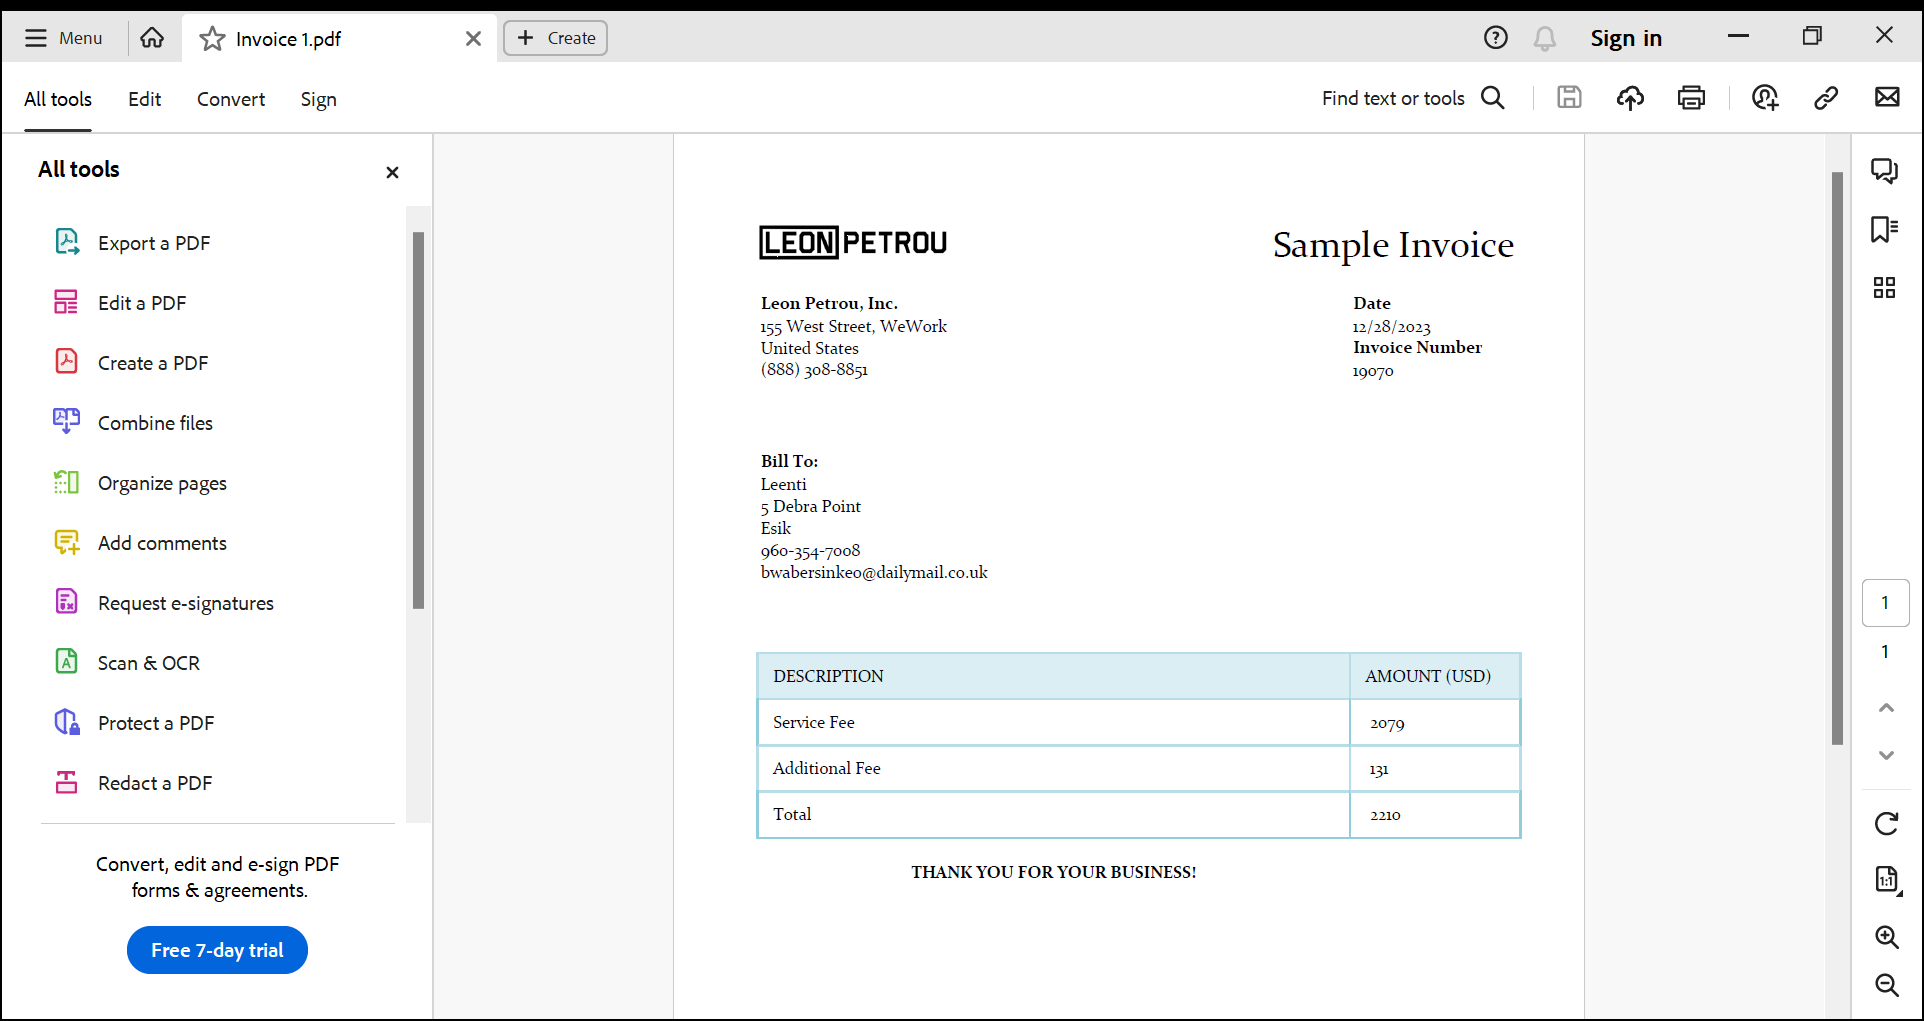 Menu
Invoice 1.pdf
Create
Sign in
All tools
Edit
Convert
Sign
Find text or tools
All tools
Export a PDF
Edit a PDF
Create a PDF
Combine files
Organize pages
Add comments
Request e-signatures
Scan & OCR
Protect a PDF
Redact a PDF
Convert, edit and e-sign PDF
forms & agreements.
Free 7-day trial
LEON PETROU
Sample Invoice
Leon Petrou, Inc.
155 West Street, WeWork
United States
(888) 308-8851
Date
12/28/2023
Invoice Number
19070
Bill To:
Leenti
5 Debra Point
Esik
960-354-7008
bwabersinke0@dailymail.co.uk
DESCRIPTION AMOUNT (USD)
Service Fee 2079
Additional Fee 131
Total 2210
THANK YOU FOR YOUR BUSINESS!
1
1
1:1